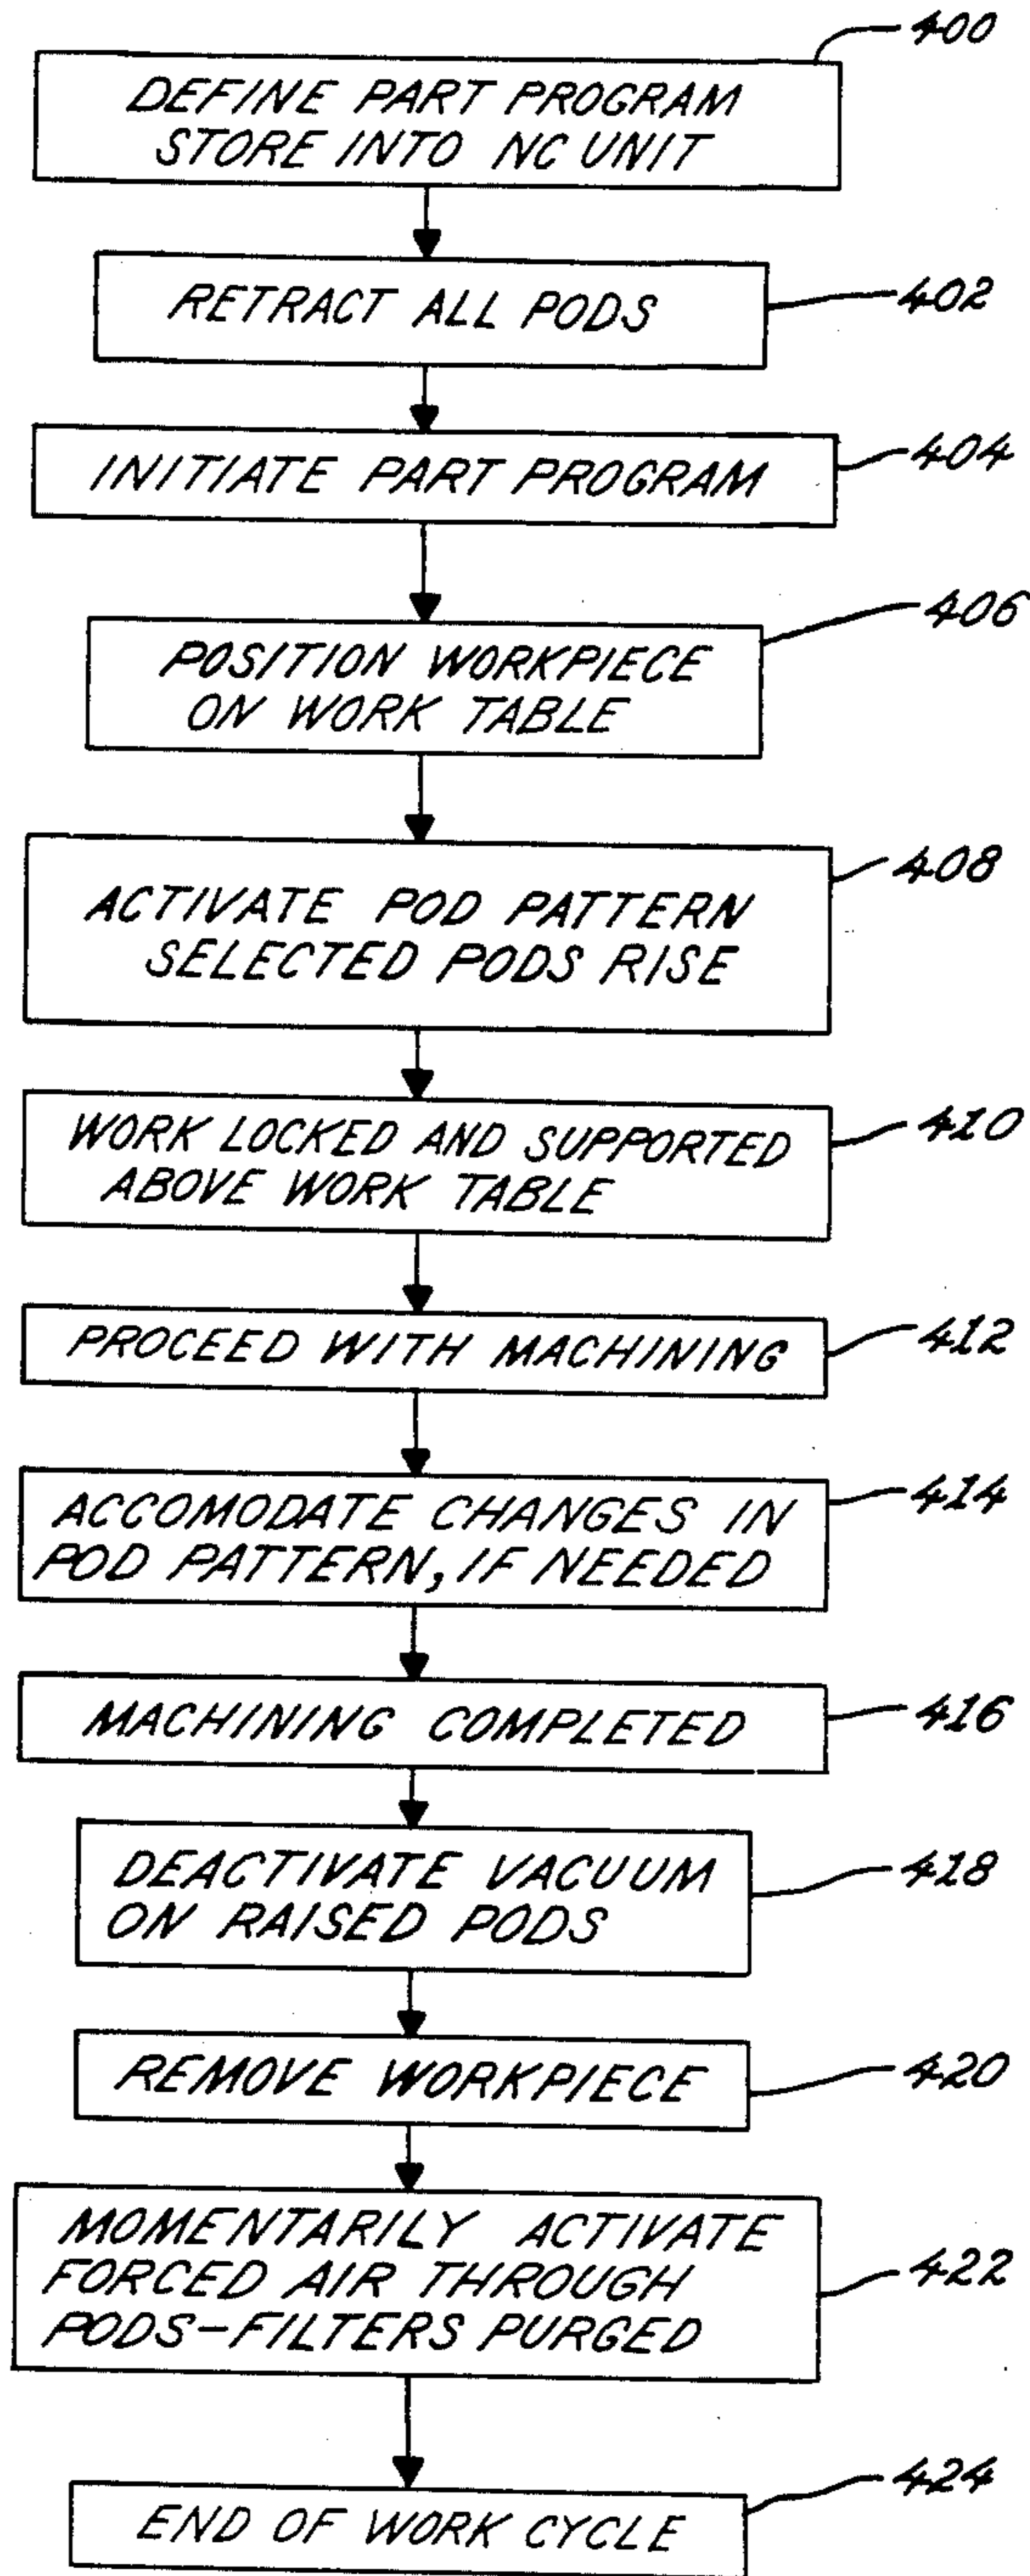 400
DEFINE PART PROGRAM
STORE INTO NC UNIT
402
RETRACT ALL PODS
404
INITIATE PART PROGRAM
406
POSITION WORKPIECE
ON WORK TABLE
408
ACTIVATE POD PATTERN
SELECTED PODS RISE
410
WORK LOCKED AND SUPPORTED
ABOVE WORK TABLE
412
PROCEED WITH MACHINING
414
ACCOMODATE CHANGES IN
POD PATTERN, IF NEEDED
416
MACHINING COMPLETED
418
DEACTIVATE VACUUM
ON RAISED PODS
420
REMOVE WORKPIECE
422
MOMENTARILY ACTIVATE
FORCED AIR THROUGH
PODS-FILTERS PURGED
424
END OF WORK CYCLE